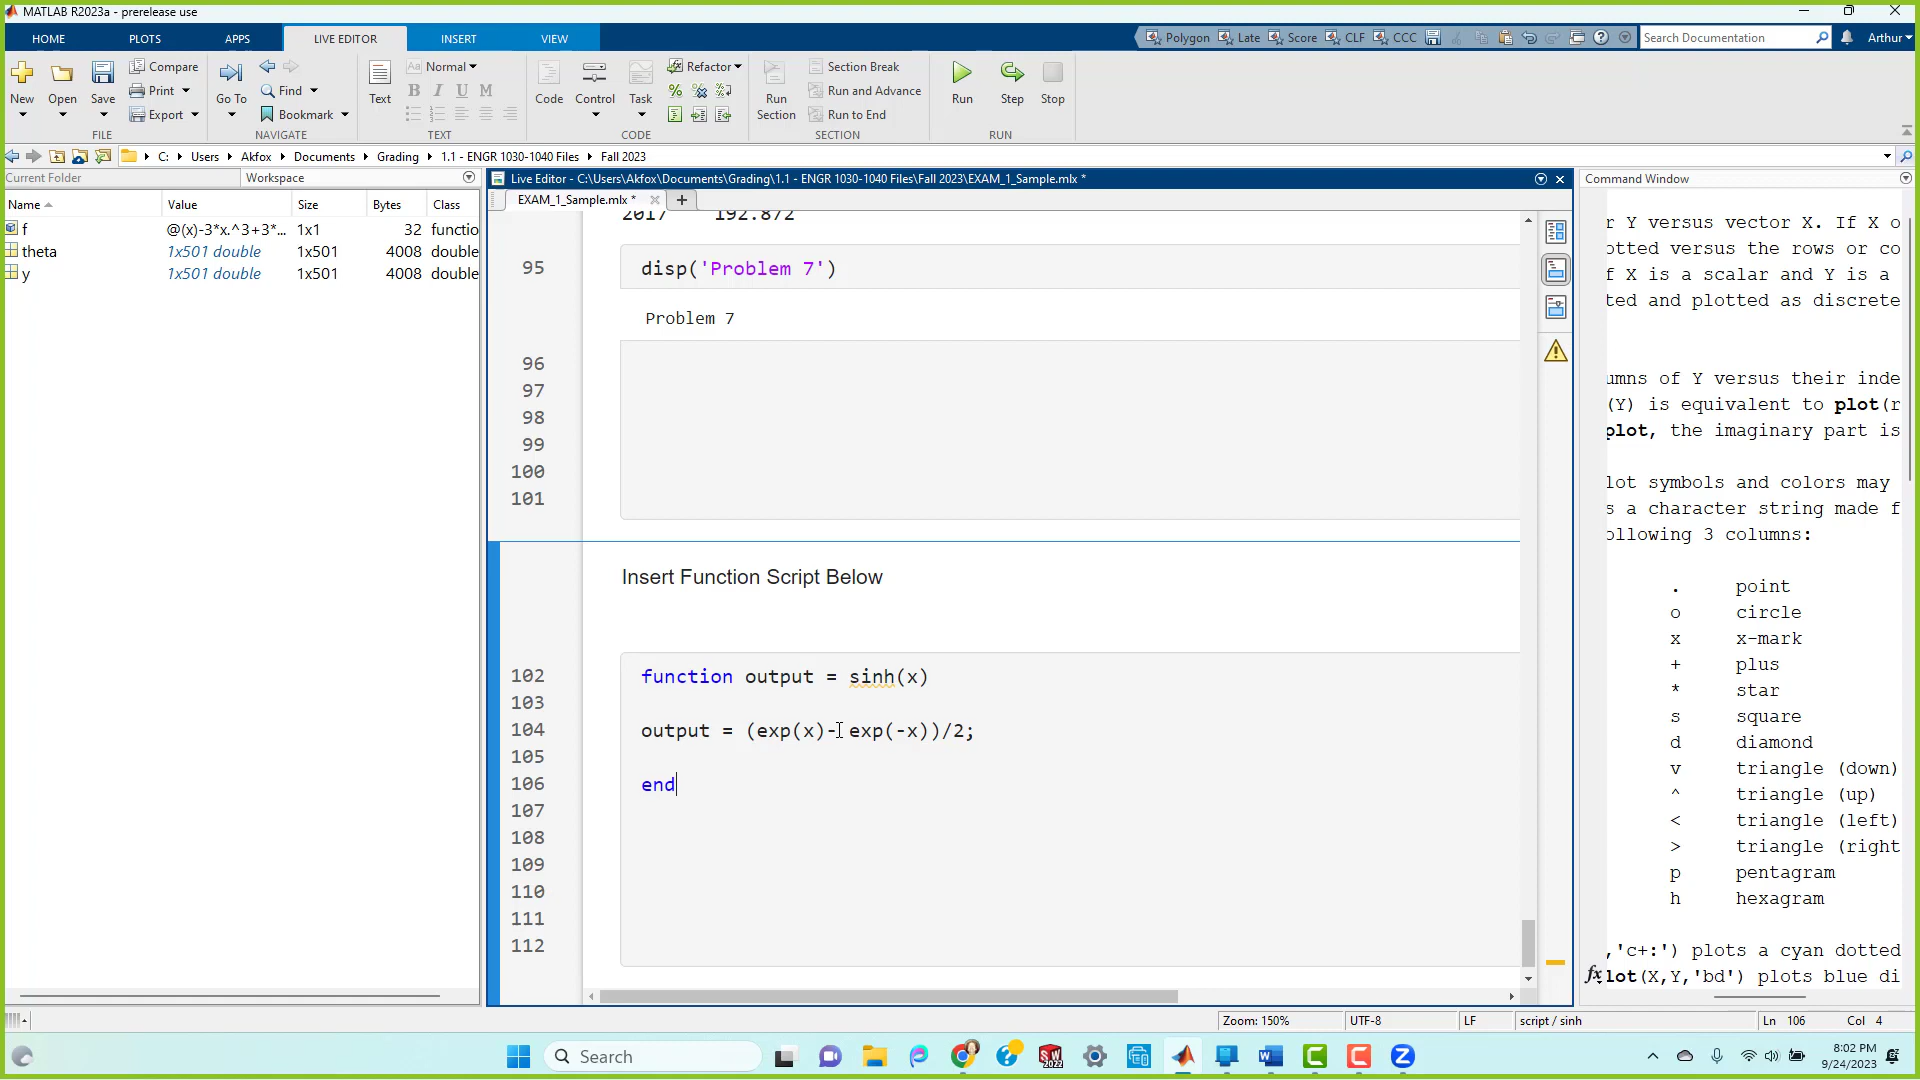 MATLAB R2023a - prerelease use
HOME PLOTS APPS LIVE EDITOR INSERT VIEW Polygon Late Score CLF CCC Search Documentation Arthur
New Open Save Compare Print Export Go To Find Bookmark Text Aa Normal B I U M Code Control Task Refactor Run Section Section Break Run and Advance Run to End Run Step Stop
FILE NAVIGATE TEXT CODE SECTION RUN
C: Users Akfox Documents Grading 1.1 - ENGR 1030-1040 Files Fall 2023
Current Folder Workspace
Name Value Size Bytes Class
f @(x)-3*x.^3+3*... 1x1 32 functio
theta 1x501 double 1x501 4008 double
y 1x501 double 1x501 4008 double
Live Editor - C:\Users\Akfox\Documents\Grading\1.1 - ENGR 1030-1040 Files\Fall 2023\EXAM_1_Sample.mlx *
EXAM_1_Sample.mlx *
2017 192.872
95 disp('Problem 7')
Problem 7
96
97
98
99
100
101
Insert Function Script Below
102 function output = sinh(x)
103
104 output = (exp(x)- exp(-x))/2;
105
106 end
107
108
109
110
111
112
Command Window
r Y versus vector X. If X o
otted versus the rows or co
f X is a scalar and Y is a
ted and plotted as discrete
umns of Y versus their inde
(Y) is equivalent to plot(r
plot, the imaginary part is
lot symbols and colors may
s a character string made f
ollowing 3 columns:
. point
o circle
x x-mark
+ plus
* star
s square
d diamond
v triangle (down)
^ triangle (up)
< triangle (left)
> triangle (right
p pentagram
h hexagram
,'c+:') plots a cyan dotted
fx lot(X,Y,'bd') plots blue di
Zoom: 150% UTF-8 LF script / sinh Ln 106 Col 4
Search
SW 2022
8:02 PM
9/24/2023